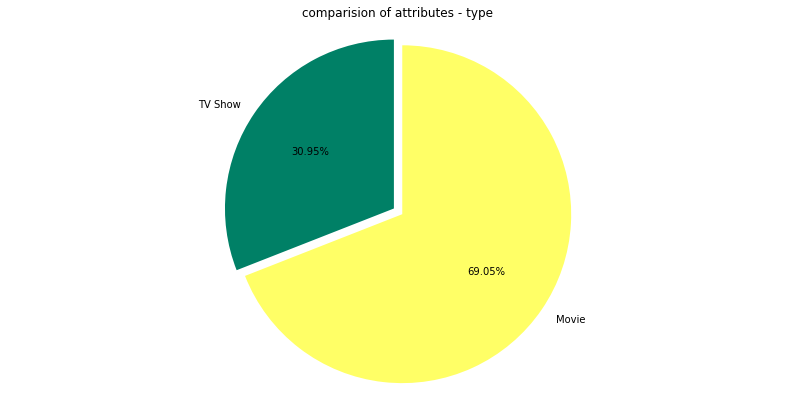 comparision of attributes - type
TV Show
30.95%
69.05%
Movie